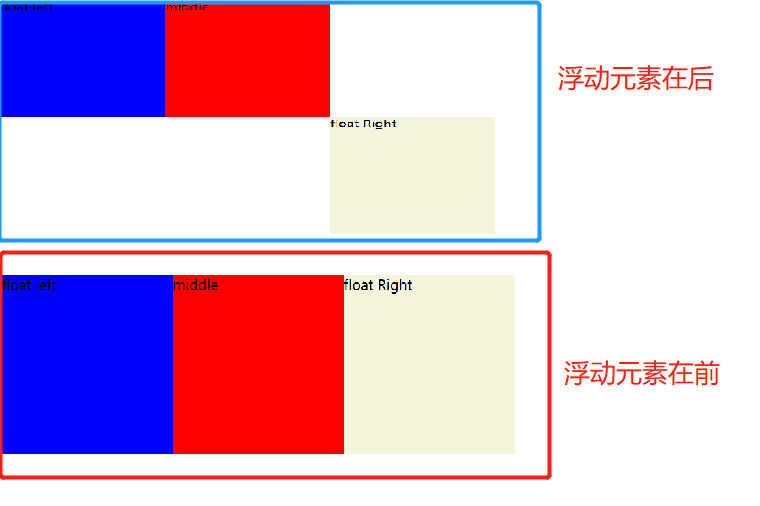 float left
middle
float Right
浮动元素在后
float left
middle
float Right
浮动元素在前